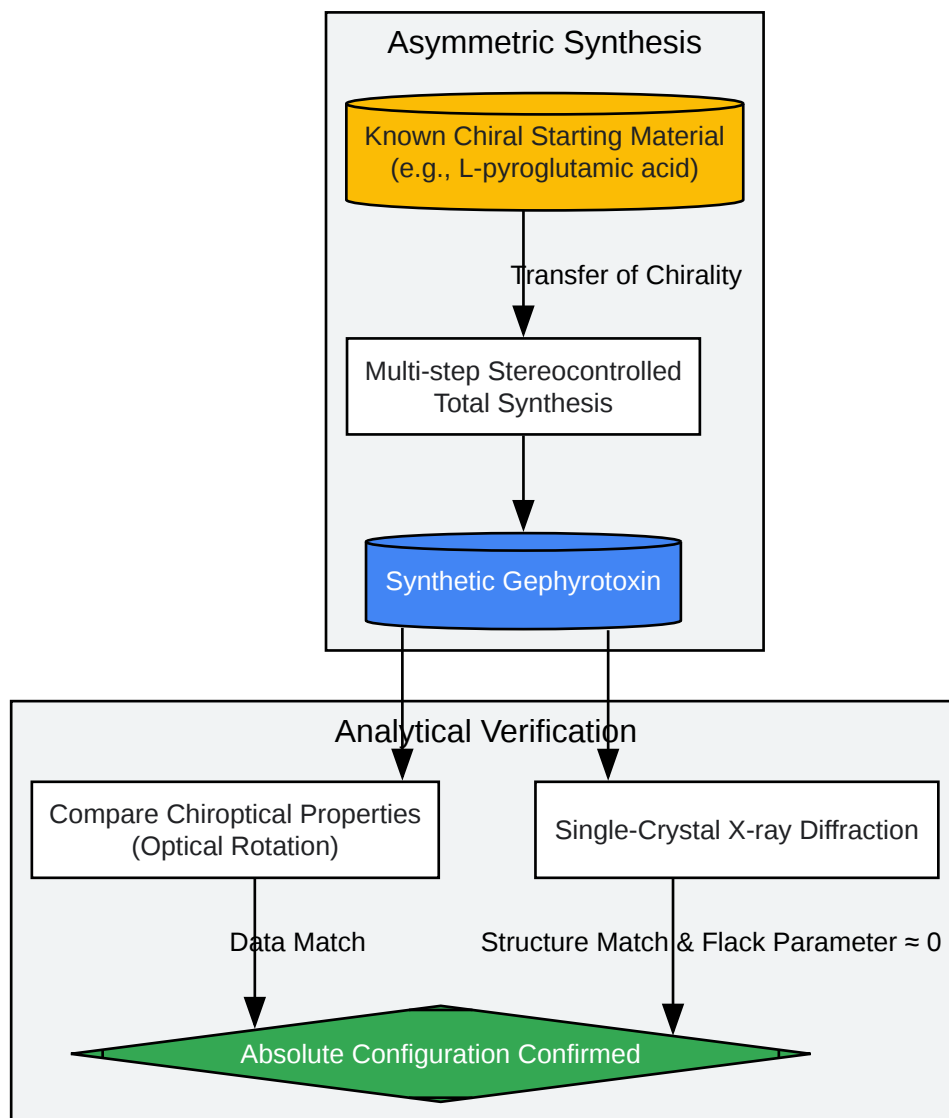 Asymmetric Synthesis
Known Chiral Starting Material
(e.g., L-pyroglutamic acid)
Transfer of Chirality
Multi-step Stereocontrolled
Total Synthesis
Synthetic Gephyrotoxin
Analytical Verification
Compare Chiroptical Properties
(Optical Rotation)
Single-Crystal X-ray Diffraction
Data Match
Structure Match & Flack Parameter ≈ 0
Absolute Configuration Confirmed